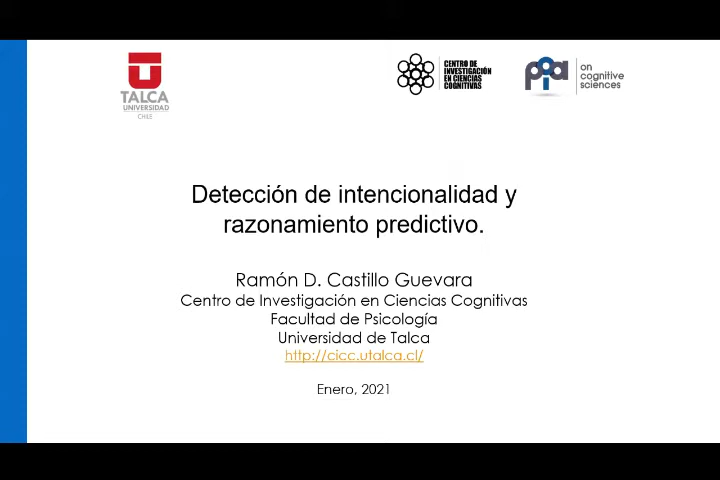 TALCA
UNIVERSIDAD
CHILE
CENTRO DE
INVESTIGACIÓN
EN CIENCIAS
COGNITIVAS
pia
on
cognitive
sciences
Detección de intencionalidad y
razonamiento predictivo.
Ramón D. Castillo Guevara
Centro de Investigación en Ciencias Cognitivas
Facultad de Psicología
Universidad de Talca
http://cicc.utalca.cl/
Enero, 2021